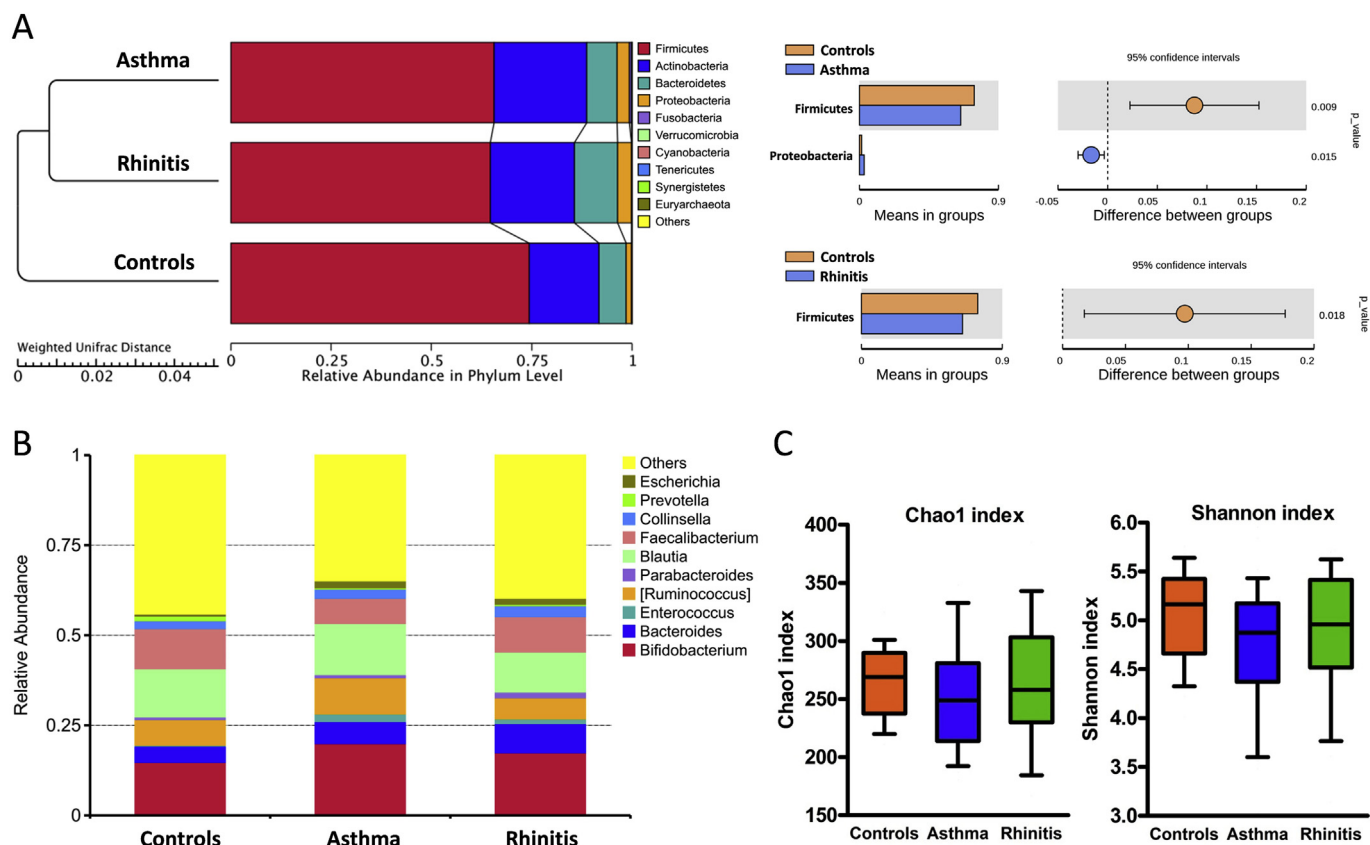 A
Asthma
Rhinitis
Controls
Weighted Unifrac Distance
0 0.02 0.04
Firmicutes
Actinobacteria
Bacteroidetes
Proteobacteria
Fusobacteria
Verrucomicrobia
Cyanobacteria
Tenericutes
Synergistetes
Euryarchaeota
Others
0 0.25 0.5 0.75 1
Relative Abundance in Phylum Level
Controls
Asthma
95% confidence intervals
Firmicutes
0.009
Proteobacteria
0.015
p_value
0 0.9
-0.05 0 0.05 0.1 0.15 0.2
Means in groups
Difference between groups
Controls
Rhinitis
95% confidence intervals
Firmicutes
0.018
p_value
0 0.9
0 0.05 0.1 0.15 0.2
Means in groups
Difference between groups
B
Relative Abundance
1
0.75
0.5
0.25
0
Controls Asthma Rhinitis
Others
Escherichia
Prevotella
Collinsella
Faecalibacterium
Blautia
Parabacteroides
[Ruminococcus]
Enterococcus
Bacteroides
Bifidobacterium
C
Chao1 index
Chao1 index
400
350
300
250
200
150
Controls Asthma Rhinitis
Shannon index
Shannon index
6.0
5.5
5.0
4.5
4.0
3.5
3.0
Controls Asthma Rhinitis